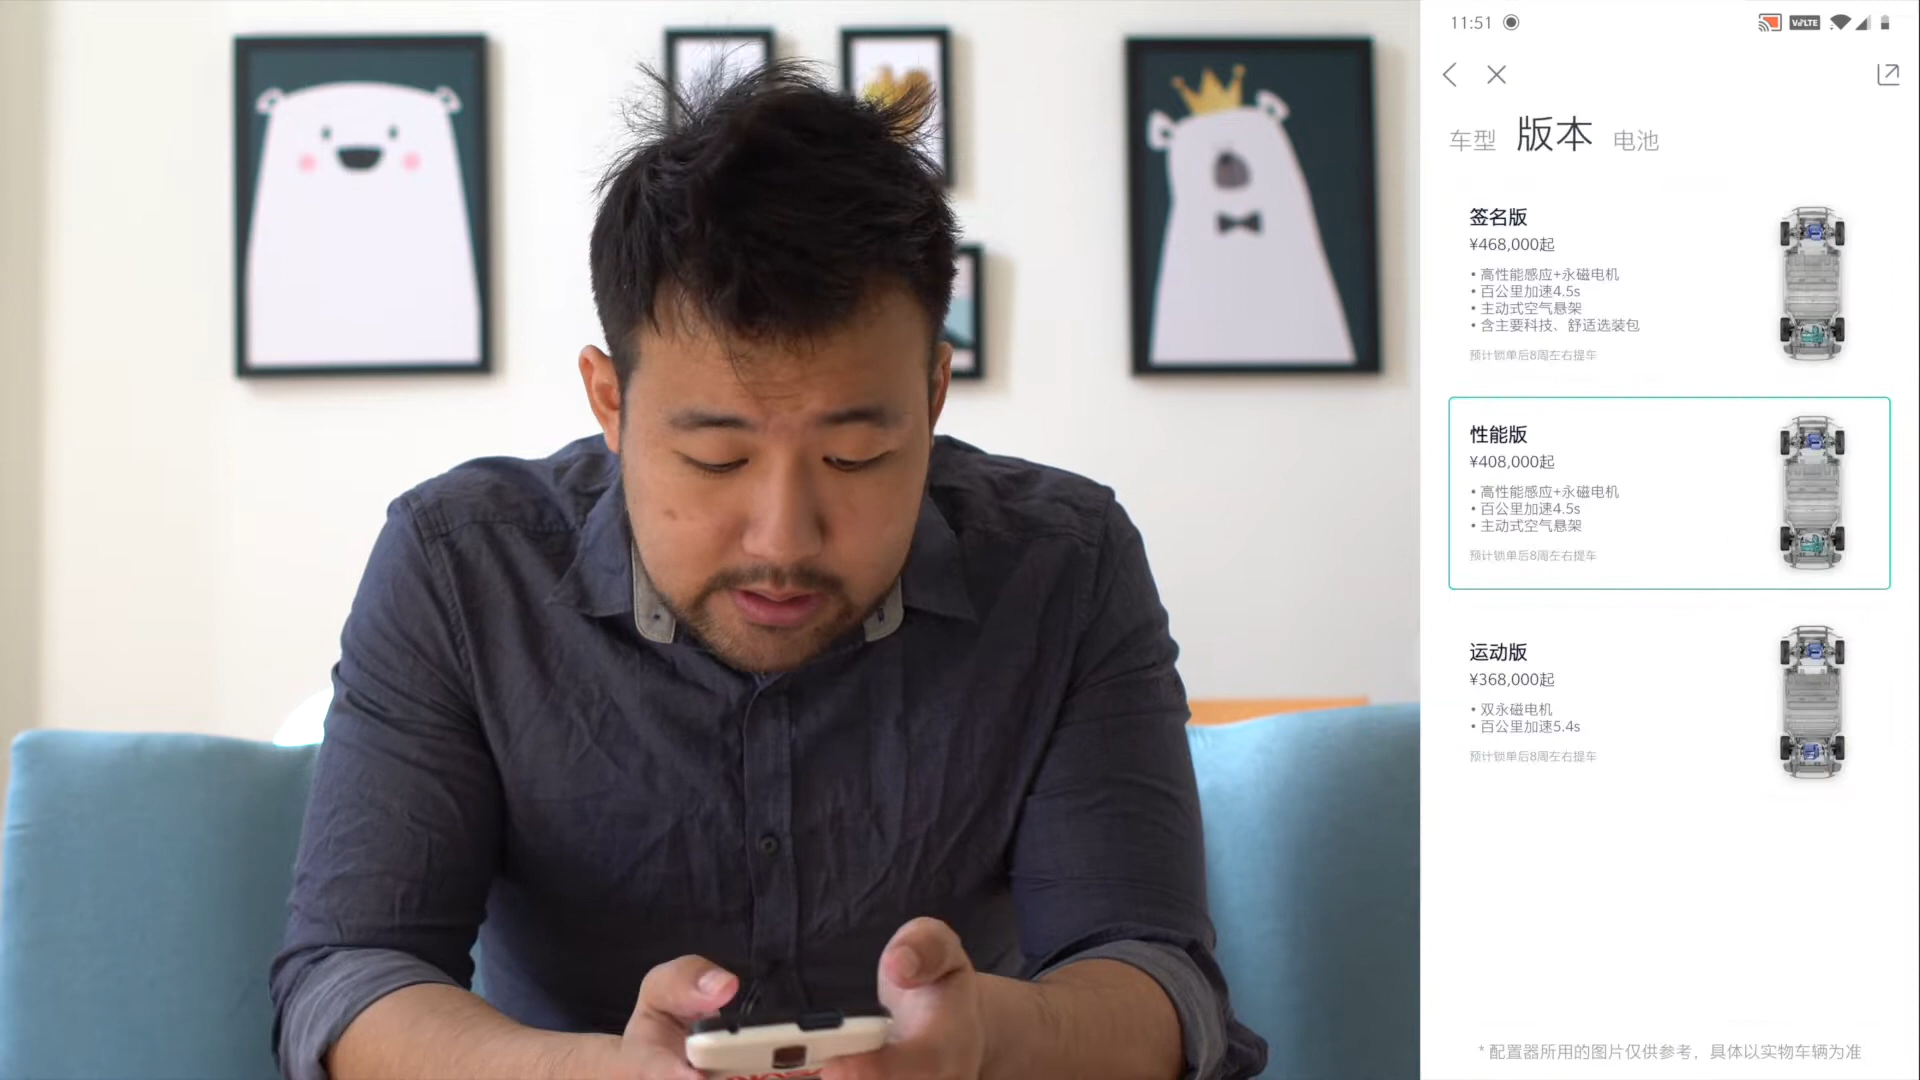 11:51
VoLTE
车型 版本 电池
签名版
¥468,000起
• 高性能感应+永磁电机
• 百公里加速4.5s
• 主动式空气悬架
• 含主要科技、舒适选装包
预计锁单后8周左右提车
性能版
¥408,000起
• 高性能感应+永磁电机
• 百公里加速4.5s
• 主动式空气悬架
预计锁单后8周左右提车
运动版
¥368,000起
• 双永磁电机
• 百公里加速5.4s
预计锁单后8周左右提车
* 配置器所用的图片仅供参考，具体以实物车辆为准